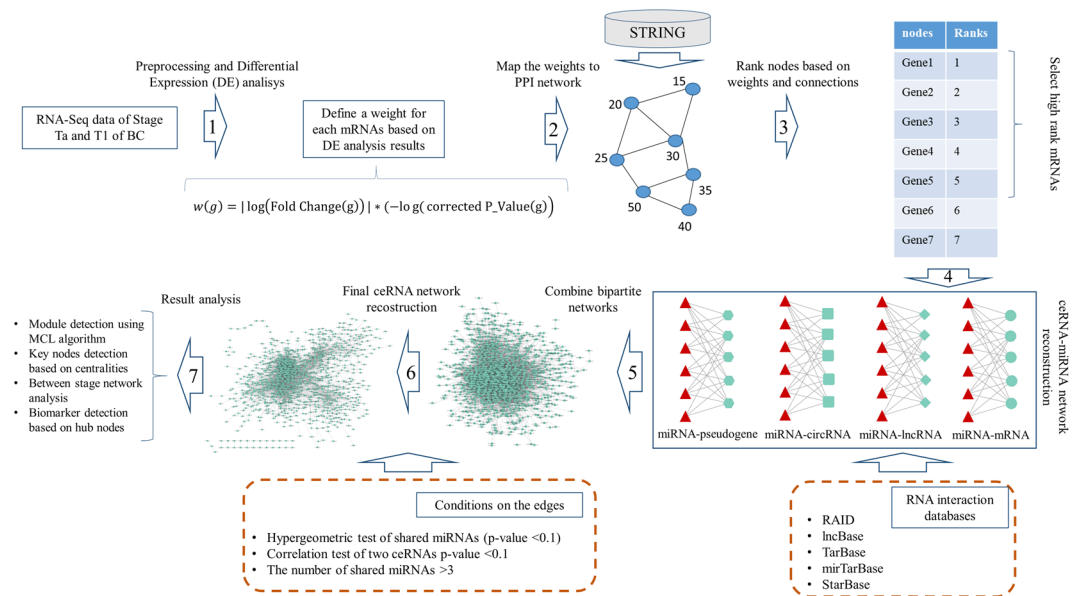 Preprocessing and Differential
Expression (DE) analisys
RNA-Seq data of Stage
Ta and T1 of BC
1
Define a weight for
each mRNAs based on
DE analysis results
w(g) = | log(Fold Change(g)) | * (-lo g( corrected P_Value(g))
Map the weights to
PPI network
2
STRING
15
20
25
30
35
50
40
Rank nodes based on
weights and connections
3
nodes Ranks
Gene1 1
Gene2 2
Gene3 3
Gene4 4
Gene5 5
Gene6 6
Gene7 7
Select high rank mRNAs
4
ceRNA-miRNA network
reconstruction
miRNA-pseudogene
miRNA-circRNA
miRNA-lncRNA
miRNA-mRNA
RNA interaction
databases
• RAID
• lncBase
• TarBase
• mirTarBase
• StarBase
Combine bipartite
networks
5
Final ceRNA network
recostruction
6
Conditions on the edges
• Hypergeometric test of shared miRNAs (p-value <0.1)
• Correlation test of two ceRNAs p-value <0.1
• The number of shared miRNAs >3
Result analysis
7
• Module detection using
MCL algorithm
• Key nodes detection
based on centralities
• Between stage network
analysis
• Biomarker detection
based on hub nodes